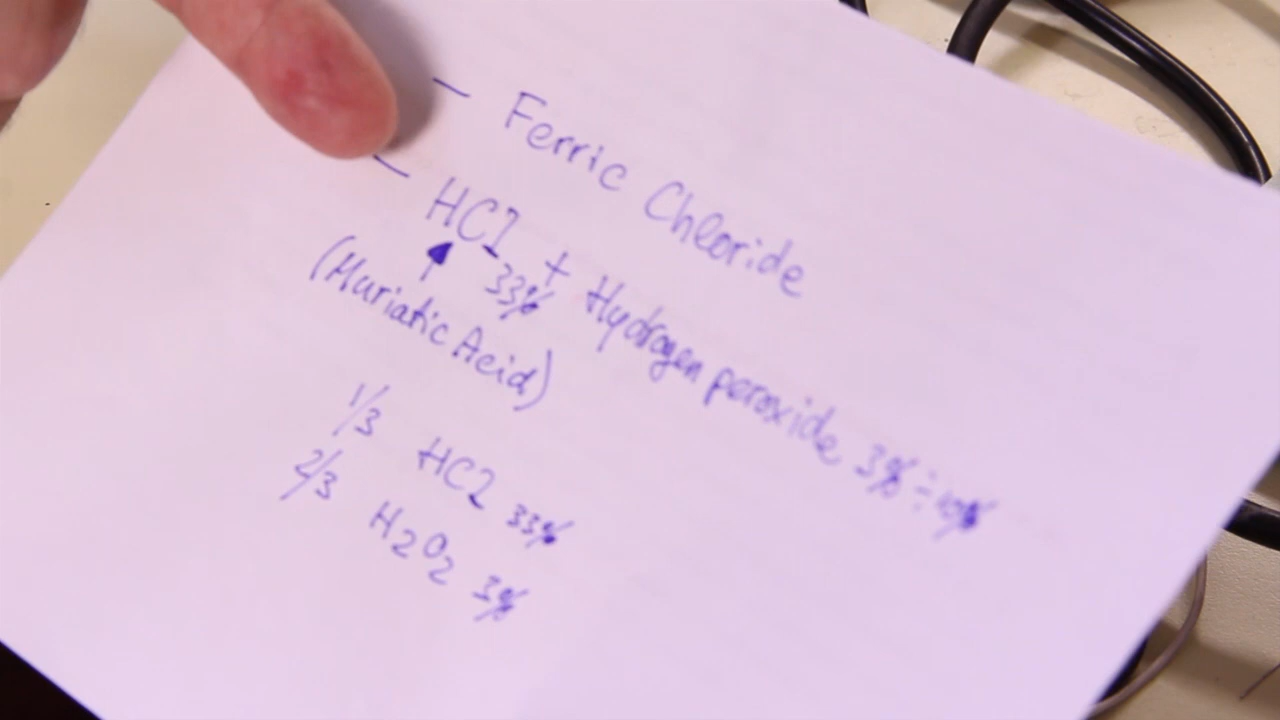 — Ferric Chloride
— HCl 33% + Hydrogen peroxide 3% ÷ 10%
(Muriatic Acid)
1/3 HCl 33%
2/3 H2O2 3%